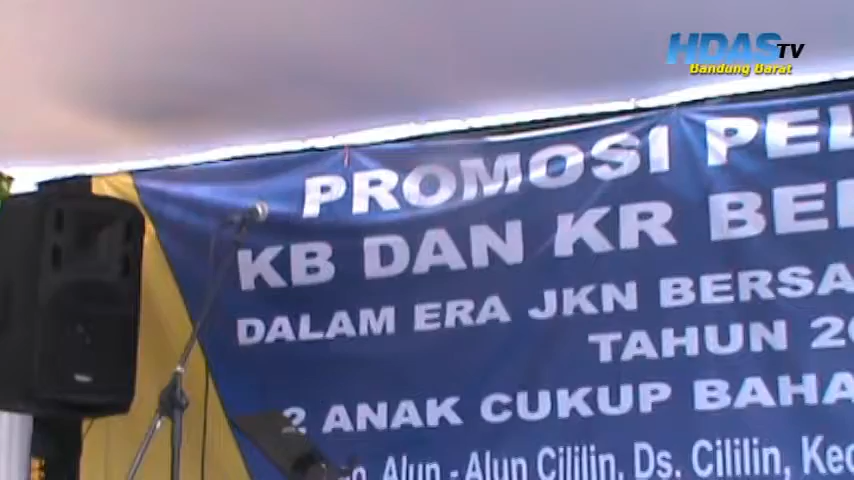 HDAS TV
Bandung Barat
PROMOSI PEL
KB DAN KR BE
DALAM ERA JKN BERSA
TAHUN 2
2 ANAK CUKUP BAHA
Alun - Alun Cililin, Ds. Cililin, Kec